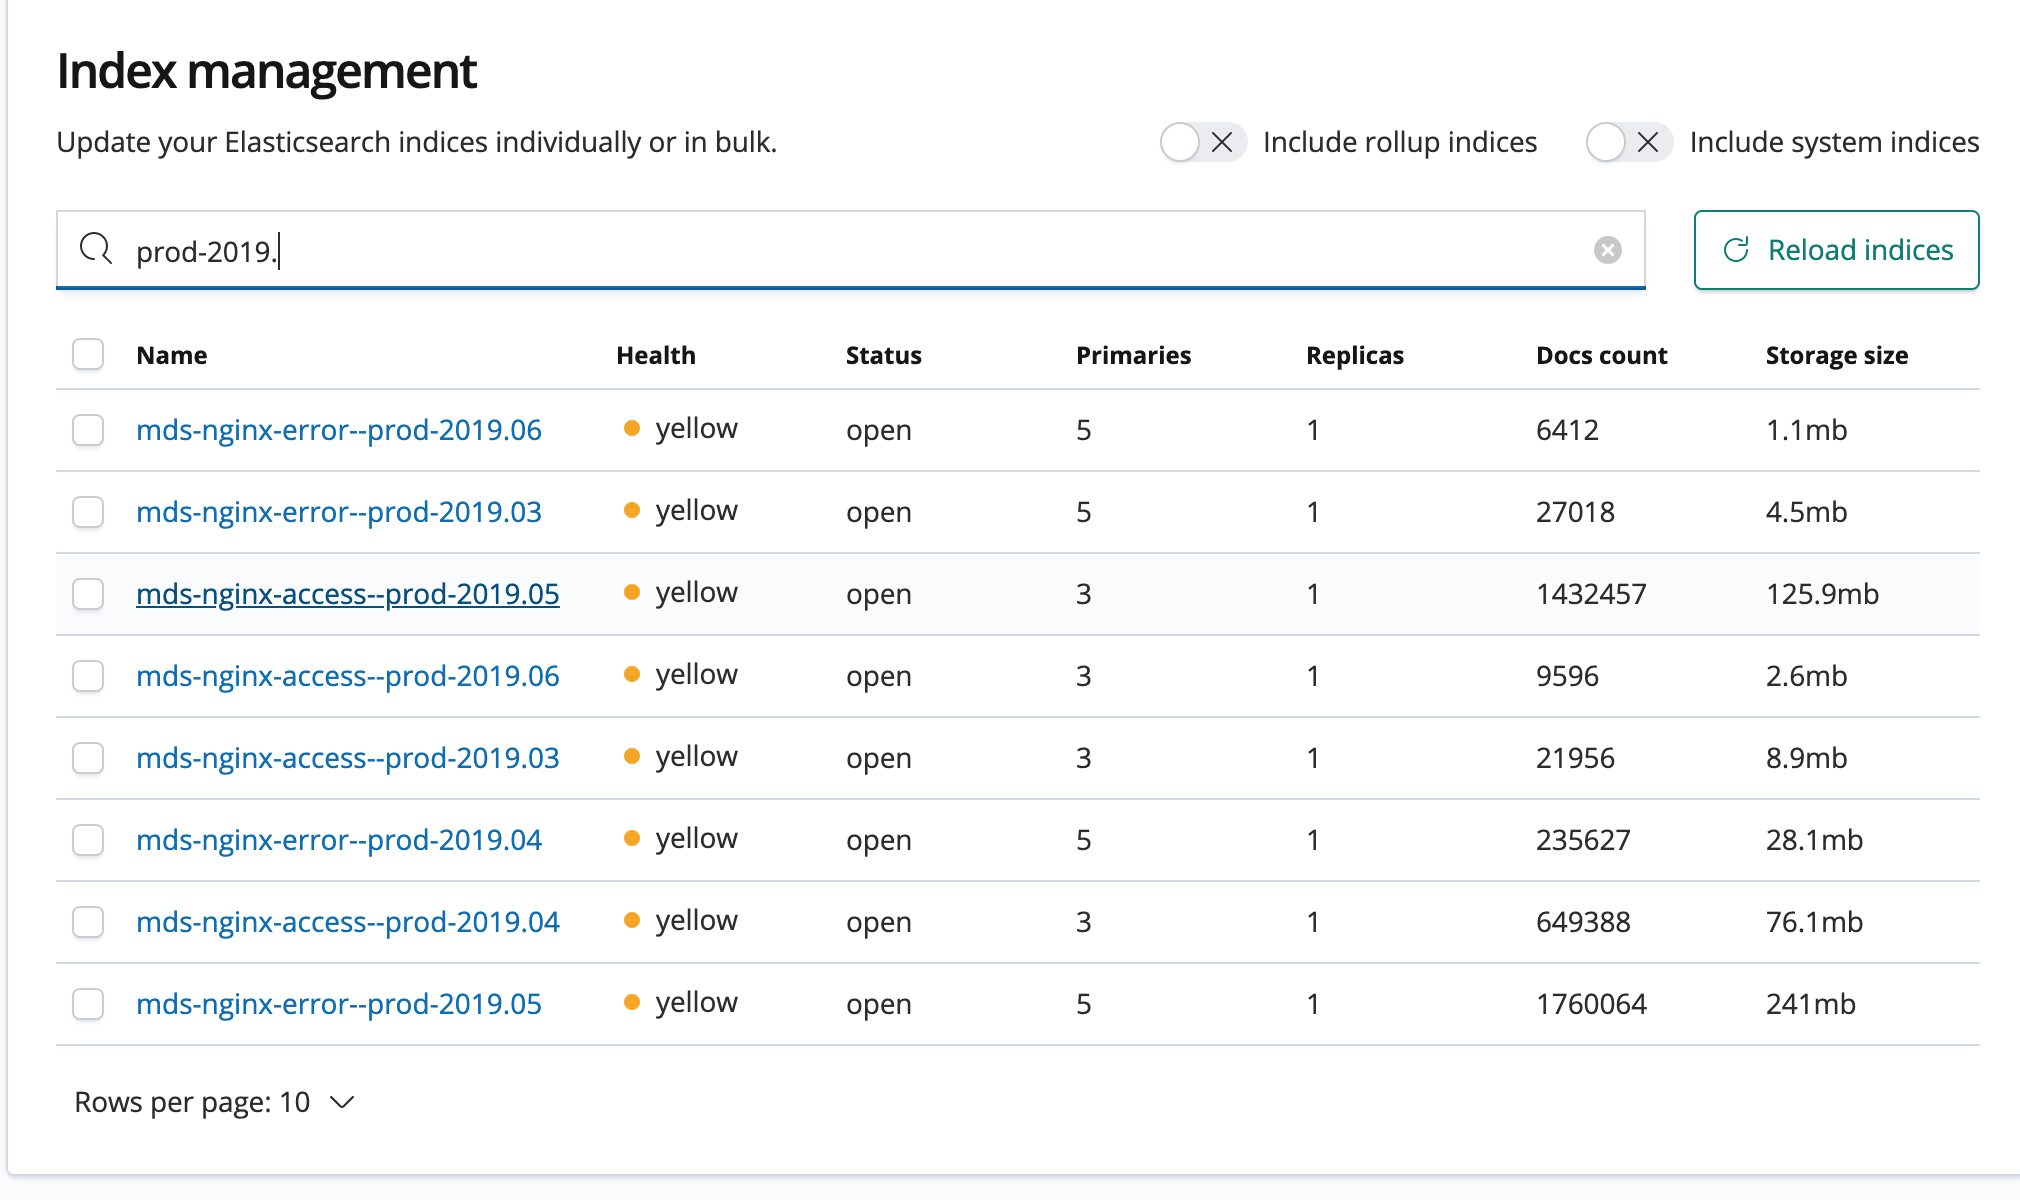 Index management
Update your Elasticsearch indices individually or in bulk. Include rollup indices Include system indices
prod-2019. Reload indices
Name Health Status Primaries Replicas Docs count Storage size
mds-nginx-error--prod-2019.06 yellow open 5 1 6412 1.1mb
mds-nginx-error--prod-2019.03 yellow open 5 1 27018 4.5mb
mds-nginx-access--prod-2019.05 yellow open 3 1 1432457 125.9mb
mds-nginx-access--prod-2019.06 yellow open 3 1 9596 2.6mb
mds-nginx-access--prod-2019.03 yellow open 3 1 21956 8.9mb
mds-nginx-error--prod-2019.04 yellow open 5 1 235627 28.1mb
mds-nginx-access--prod-2019.04 yellow open 3 1 649388 76.1mb
mds-nginx-error--prod-2019.05 yellow open 5 1 1760064 241mb
Rows per page: 10